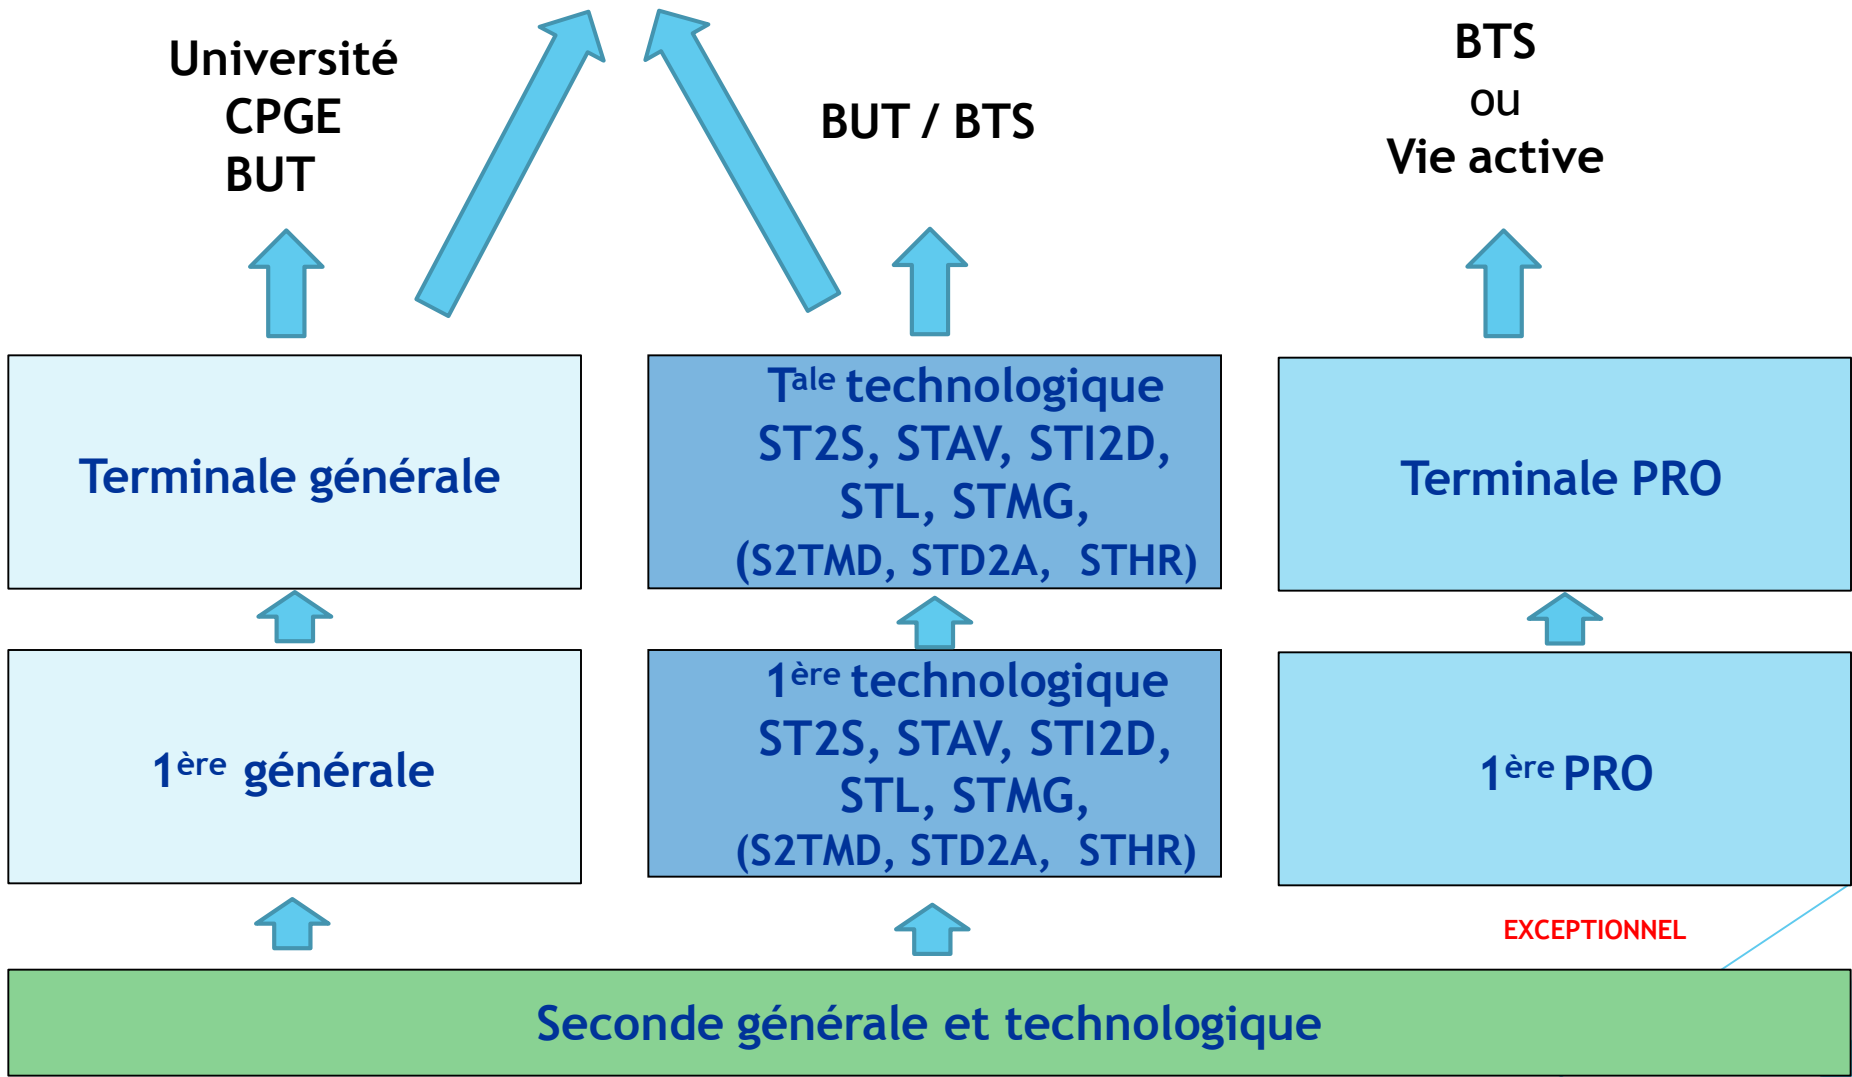 Université
CPGE
BUT
BUT / BTS
BTS
ou
Vie active
Terminale générale
Tale technologique
ST2S, STAV, STI2D,
STL, STMG,
(S2TMD, STD2A, STHR)
Terminale PRO
1ère générale
1ère technologique
ST2S, STAV, STI2D,
STL, STMG,
(S2TMD, STD2A, STHR)
1ère PRO
EXCEPTIONNEL
Seconde générale et technologique